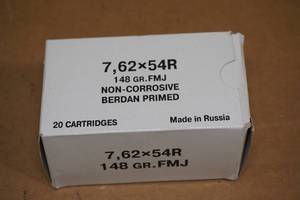 7,62×54R
148 GR.FMJ
NON-CORROSIVE
BERDAN PRIMED
20 CARTRIDGES
Made in Russia
7,62×54R
148 GR.FMJ